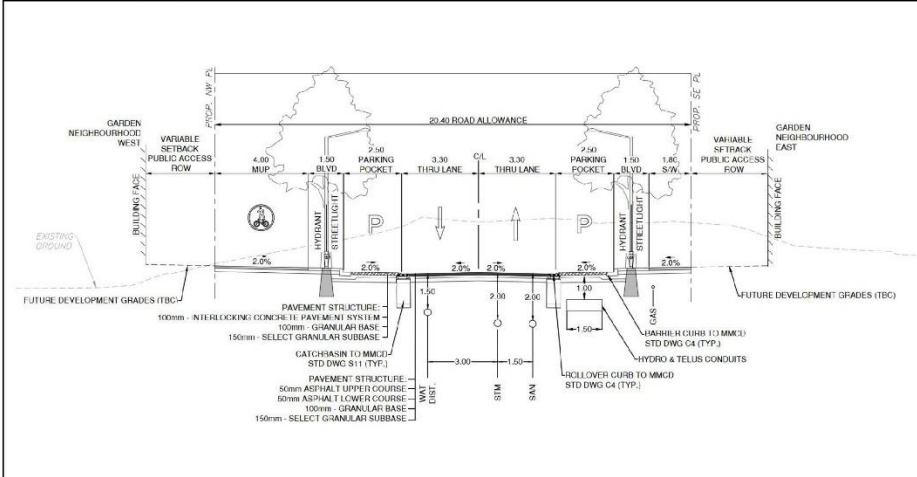 PROP. NW PL
PROP. SE PL
20.40 ROAD ALLOWANCE
GARDEN
NEIGHBOURHOOD
WEST
VARIABLE
SETBACK
PUBLIC ACCESS
ROW
4.00
MUP
1.50
BLVD
2.50
PARKING
POCKET
3.30
THRU LANE
C/L
3.30
THRU LANE
2.50
PARKING
POCKET
1.50
BLVD
1.80
S/W
VARIABLE
SETBACK
PUBLIC ACCESS
ROW
GARDEN
NEIGHBOURHOOD
EAST
BUILDING FACE
HYDRANT
STREETLIGHT
P
P
HYDRANT
STREETLIGHT
BUILDING FACE
EXISTING
GROUND
2.0%
2.0%
2.0%
2.0%
2.0%
2.0%
FUTURE DEVELOPMENT GRADES (TBC)
FUTURE DEVELOPMENT GRADES (TBC)
1.50
2.00
2.00
1.00
1.50
GAS
PAVEMENT STRUCTURE:
100mm - INTERLOCKING CONCRETE PAVEMENT SYSTEM
100mm - GRANULAR BASE
150mm - SELECT GRANULAR SUBBASE
CATCHBASIN TO MMCD
STD DWG S11 (TYP.)
PAVEMENT STRUCTURE:
50mm ASPHALT UPPER COURSE
50mm ASPHALT LOWER COURSE
100mm - GRANULAR BASE
150mm - SELECT GRANULAR SUBBASE
3.00
1.50
WAT
DIST.
STM
SAN
BARRIER CURB TO MMCD
STD DWG C4 (TYP.)
HYDRO & TELUS CONDUITS
ROLLOVER CURB TO MMCD
STD DWG C4 (TYP.)